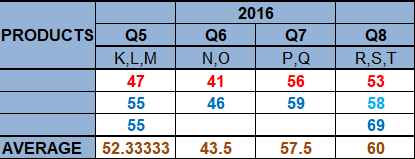 2016
PRODUCTS Q5 Q6 Q7 Q8
K,L,M N,O P,Q R,S,T
47 41 56 53
55 46 59 58
55 69
AVERAGE 52.33333 43.5 57.5 60